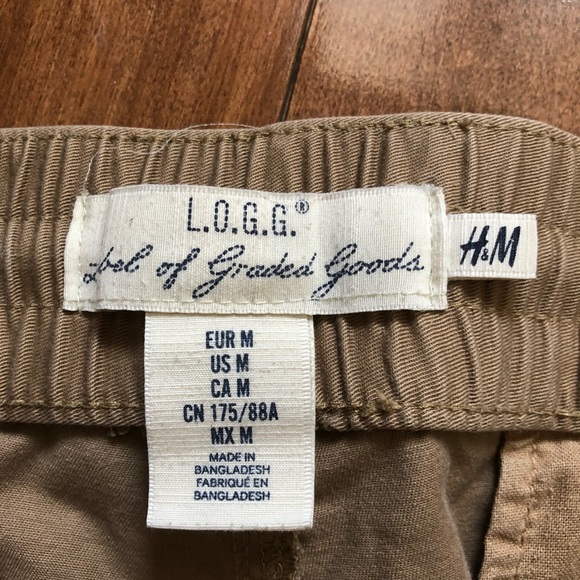 L.O.G.G.®
Label of Graded Goods
H&M
EUR M
US M
CA M
CN 175/88A
MX M
MADE IN
BANGLADESH
FABRIQUÉ EN
BANGLADESH